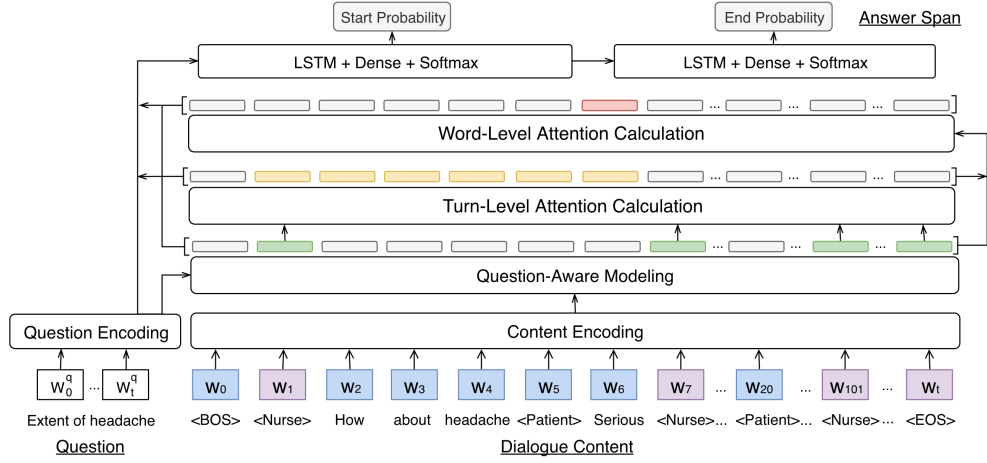 Start Probability
End Probability
Answer Span
LSTM + Dense + Softmax
LSTM + Dense + Softmax
... ... ...
Word-Level Attention Calculation
... ... ...
Turn-Level Attention Calculation
... ... ...
Question-Aware Modeling
Question Encoding
Content Encoding
W0q ... Wtq
W0 W1 W2 W3 W4 W5 W6 W7 ... W20 ... W101 ... Wt
Extent of headache
<BOS> <Nurse> How about headache <Patient> Serious <Nurse>... <Patient>... <Nurse>... <EOS>
Question
Dialogue Content